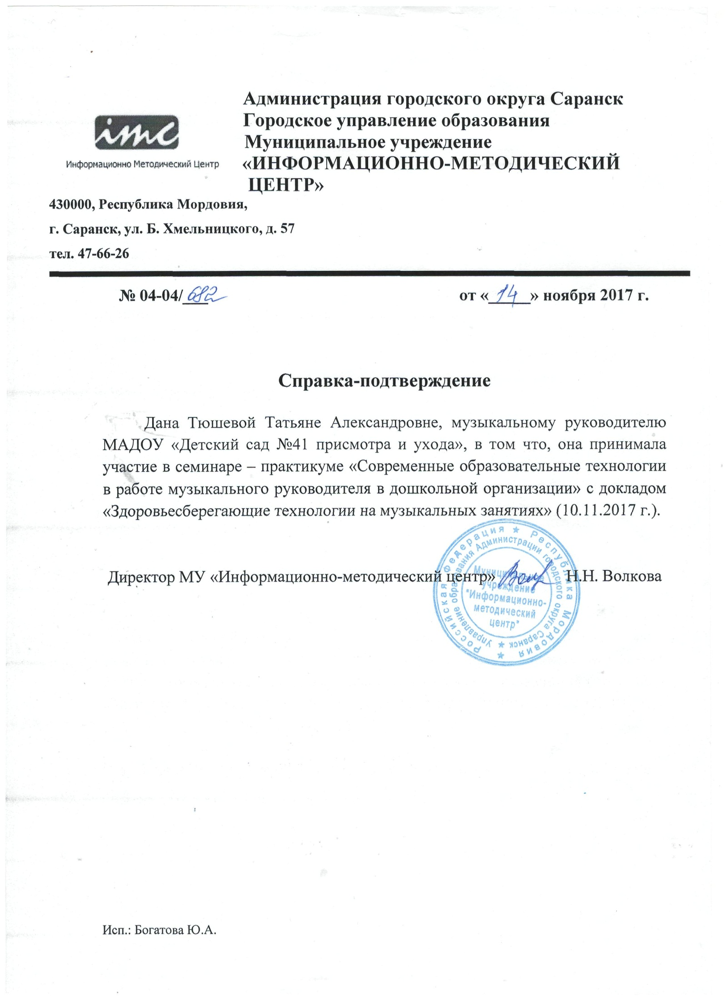 Администрация городского округа Саранск
Городское управление образования
Муниципальное учреждение
«ИНФОРМАЦИОННО-МЕТОДИЧЕСКИЙ
ЦЕНТР»
imc
Информационно Методический Центр
430000, Республика Мордовия,
г. Саранск, ул. Б. Хмельницкого, д. 57
тел. 47-66-26
№ 04-04/682 от «14» ноября 2017 г.
Справка-подтверждение
Дана Тюшевой Татьяне Александровне, музыкальному руководителю
МАДОУ «Детский сад №41 присмотра и ухода», в том что, она принимала
участие в семинаре – практикуме «Современные образовательные технологии
в работе музыкального руководителя в дошкольной организации» с докладом
«Здоровьесберегающие технологии на музыкальных занятиях» (10.11.2017 г.).
Директор МУ «Информационно-методический центр» Н.Н. Волкова
Российская Федерация ★ Республика Мордовия ★
Управление образования Администрации городского округа Саранск ★
Муниципальное
учреждение
"Информационно-
методический
центр"
Исп.: Богатова Ю.А.